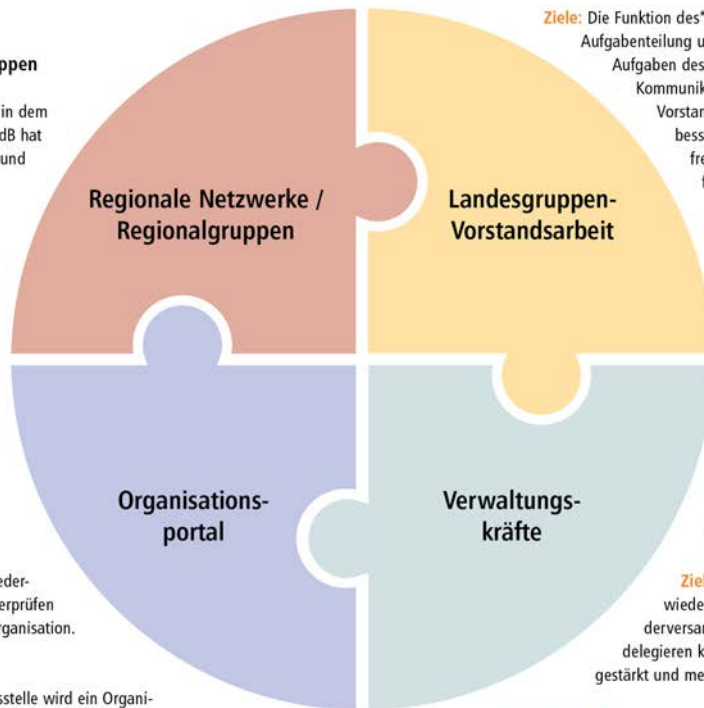 Ziele: Die Funktion des*
Aufgabenteilung u
Aufgaben des
Kommunik
Vorstan
bess
fre
f
ppen
in dem
dB hat
und
Regionale Netzwerke /
Regionalgruppen
Landesgruppen-
Vorstandsarbeit
Organisations-
portal
Verwaltungs-
kräfte
eder-
erprüfen
rganisation.
sstelle wird ein Organi-
Ziel
wiede
derversan
delegieren k
gestärkt und me